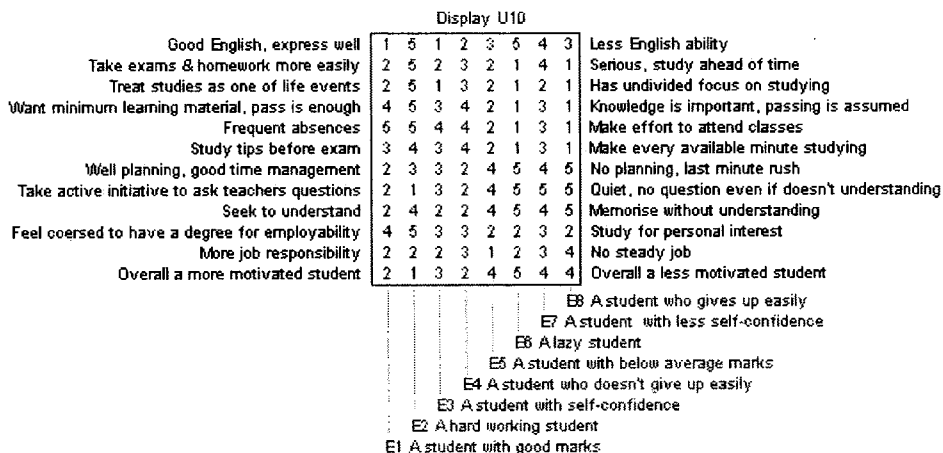 Display U10
Good English, express well 1 5 1 2 3 5 4 3 Less English ability
Take exams & homework more easily 2 5 2 3 2 1 4 1 Serious, study ahead of time
Treat studies as one of life events 2 5 1 3 2 1 2 1 Has undivided focus on studying
Want minimum learning material, pass is enough 4 5 3 4 2 1 3 1 Knowledge is important, passing is assumed
Frequent absences 5 5 4 4 2 1 3 1 Make effort to attend classes
Study tips before exam 3 4 3 4 2 1 3 1 Make every available minute studying
Well planning, good time management 2 3 3 2 4 5 4 5 No planning, last minute rush
Take active initiative to ask teachers questions 2 1 3 2 4 5 5 5 Quiet, no question even if doesn't understanding
Seek to understand 2 4 2 2 4 5 4 5 Memorise without understanding
Feel coersed to have a degree for employability 4 5 3 3 2 2 3 2 Study for personal interest
More job responsibility 2 2 2 3 1 2 3 4 No steady job
Overall a more motivated student 2 1 3 2 4 5 4 4 Overall a less motivated student
E8 A student who gives up easily
E7 A student with less self-confidence
E6 A lazy student
E5 A student with below average marks
E4 A student who doesn't give up easily
E3 A student with self-confidence
E2 A hard working student
E1 A student with good marks